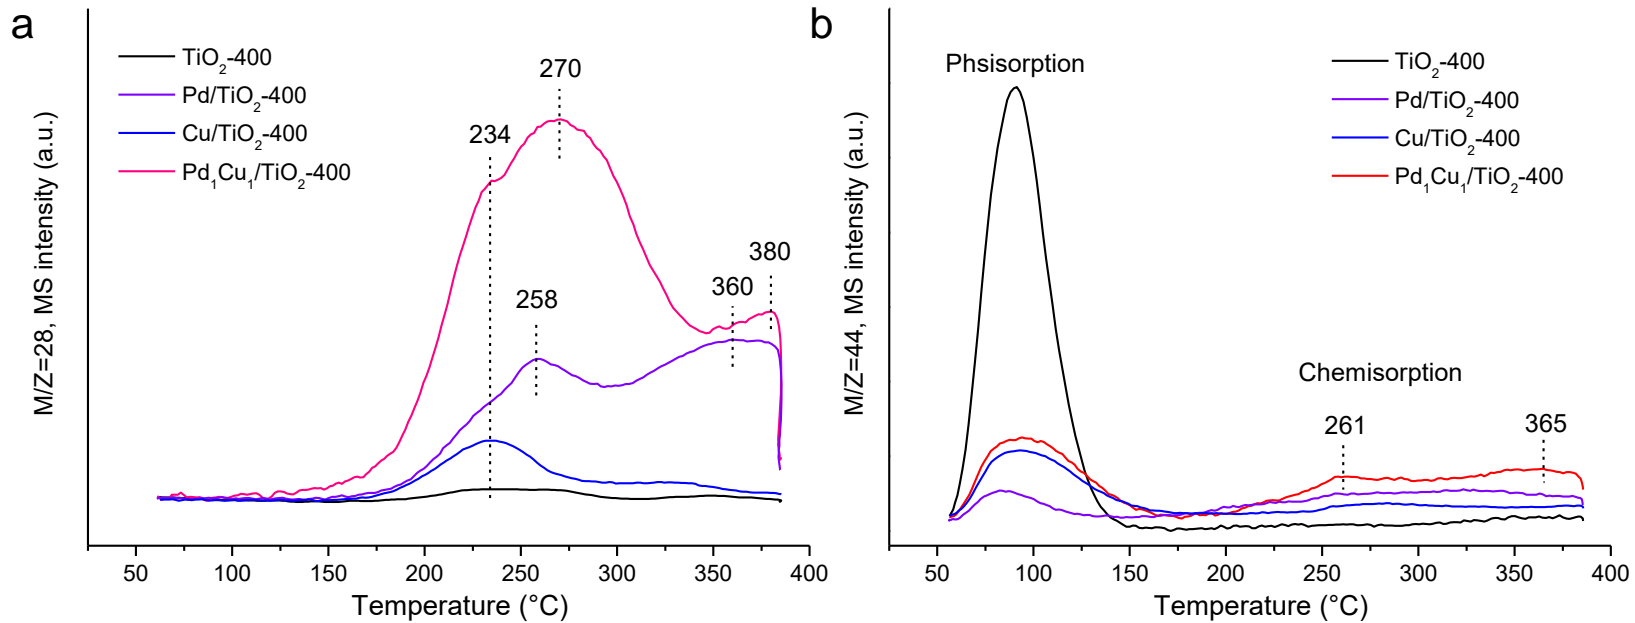 a
TiO₂-400
Pd/TiO₂-400
Cu/TiO₂-400
Pd₁Cu₁/TiO₂-400
270
234
258
380
360
M/Z=28, MS intensity (a.u.)
50 100 150 200 250 300 350 400
Temperature (°C)
b
Phsisorption
TiO₂-400
Pd/TiO₂-400
Cu/TiO₂-400
Pd₁Cu₁/TiO₂-400
Chemisorption
261
365
M/Z=44, MS intensity (a.u.)
50 100 150 200 250 300 350 400
Temperature (°C)